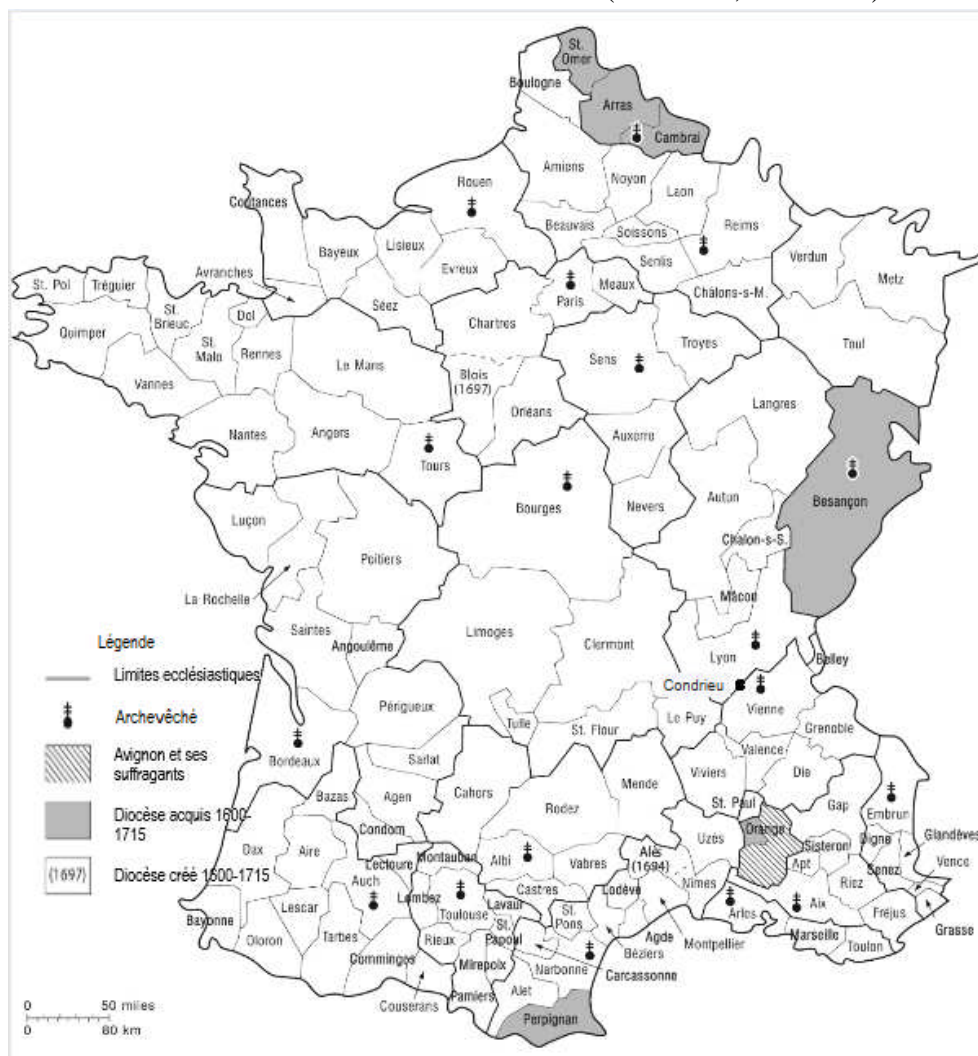 St.
Omer
Boulogne
Arras
Cambrai
Amiens
Noyon
Laon
Rouen
Coutances
Beauvais
Soissons
Reims
Bayeux
Lisieux
Evreux
Senlis
Verdun
Metz
Avranches
Paris
Meaux
Châlons-s-M.
St. Pol
Tréguier
St.
Brieuc
Dol
Séez
Chartres
Toul
Quimper
St.
Malo
Rennes
Le Mans
Sens
Troyes
Vannes
Blois
(1697)
Orléans
Langres
Nantes
Angers
Tours
Auxerre
Bourges
Nevers
Autun
Besançon
Luçon
Poitiers
Chalon-s-S.
La Rochelle
Mâcon
Saintes
Angoulême
Limoges
Clermont
Lyon
Belley
Légende
Limites ecclésiastiques
Condrieu
Vienne
Archevêché
Périgueux
Tulle
St. Flour
Le Puy
Grenoble
Avignon et ses
suffragants
Bordeaux
Sarlat
Valence
Viviers
Die
Bazas
Agen
Cahors
Rodez
Mende
St. Paul
Gap
Embrun
Diocèse acquis 1600-
1715
Condom
Orange
Uzès
Sisteron
Digne
Glandèves
Dax
Aire
Lectoure
Montauban
Albi
Vabres
Alès
(1694)
Apt
Senez
Vence
Diocèse créé 1600-1715
(1697)
Auch
Lombez
Castres
Lodève
Nîmes
Riez
Bayonne
Lescar
Toulouse
Lavaur
St.
Pons
Arles
Aix
Fréjus
Grasse
Oloron
Tarbes
Rieux
St.
Papoul
Agde
Montpellier
Marseille
Toulon
Comminges
Mirepoix
Narbonne
Béziers
Carcassonne
Couserans
Pamiers
Alet
Perpignan
0 50 miles
0 80 km